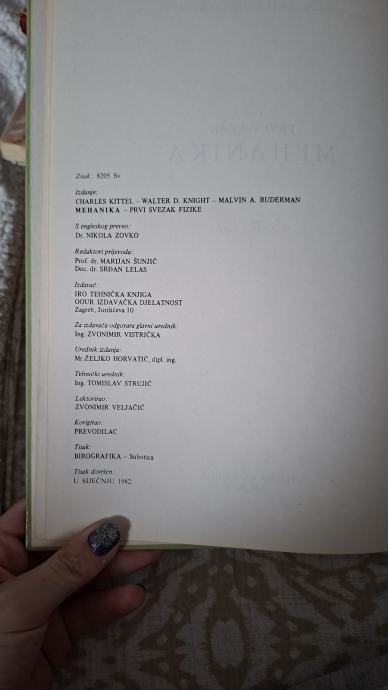 Znak: 8205 Sv
Izdanje:
CHARLES KITTEL – WALTER D. KNIGHT – MALVIN A. RUDERMAN
MEHANIKA – PRVI SVEZAK FIZIKE
S engleskog preveo:
Dr. NIKOLA ZOVKO
Redaktori prijevoda:
Prof. dr. MARIJAN ŠUNJIĆ
Doc. dr. SRĐAN LELAS
Izdavač:
IRO TEHNIČKA KNJIGA
OOUR IZDAVAČKA DJELATNOST
Zagreb, Jurišićeva 10
Za izdavača odgovara glavni urednik:
Ing. ZVONIMIR VISTRIČKA
Urednik izdanja:
Mr. ŽELJKO HORVATIĆ, dipl. ing.
Tehnički urednik:
Ing. TOMISLAV STRUJIĆ
Lektorirao:
ZVONIMIR VELJAČIĆ
Korigirao:
PREVODILAC
Tisak:
BIROGRAFIKA – Subotica
Tisak dovršen:
U SIJEČNJU 1982.